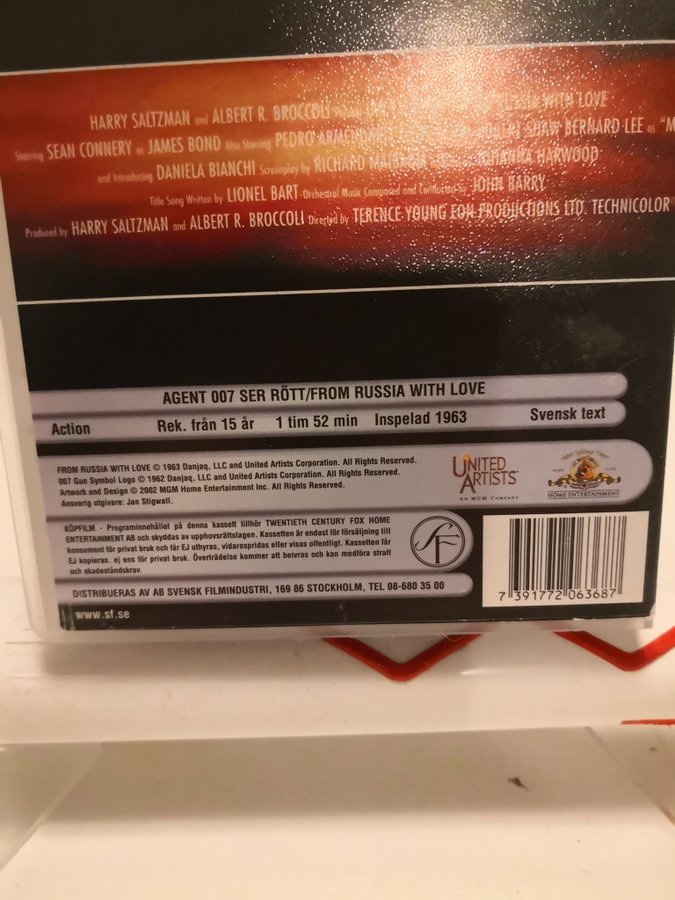 HARRY SALTZMAN and ALBERT R. BROCCOLI RUSSIA WITH LOVE
Starring SEAN CONNERY as JAMES BOND Also Starring PEDRO ARMENDARIZ ROBERT SHAW BERNARD LEE as "M
and Introducing DANIELA BIANCHI Screenplay by RICHARD MAIBAUM JOHANNA HARWOOD
Title Song Written by LIONEL BART Orchestral Music Composed and Conducted by JOHN BARRY
Produced by HARRY SALTZMAN and ALBERT R. BROCCOLI Directed by TERENCE YOUNG EON PRODUCTIONS LTD. TECHNICOLOR
AGENT 007 SER RÖTT/FROM RUSSIA WITH LOVE
Action Rek. från 15 år 1 tim 52 min Inspelad 1963 Svensk text
FROM RUSSIA WITH LOVE © 1963 Danjaq, LLC and United Artists Corporation. All Rights Reserved.
007 Gun Symbol Logo © 1962 Danjaq, LLC and United Artists Corporation. All Rights Reserved.
Artwork and Design © 2002 MGM Home Entertainment Inc. All Rights Reserved.
Ansvarig utgivare: Jan Stigwall.
UNITED
ARTISTS
AN MGM COMPANY
HOME ENTERTAINMENT
KÖPFILM - Programinnehållet på denna kassett tillhör TWENTIETH CENTURY FOX HOME
ENTERTAINMENT AB och skyddas av upphovsrättslagen. Kassetten är endast för försäljning till
konsument för privat bruk och får EJ uthyras, vidarespridas eller visas offentligt. Kassetten får
EJ kopieras, ej ens för privat bruk. Överträdelse kommer att beivras och kan medföra straff
och skadeståndskrav.
SF
DISTRIBUERAS AV AB SVENSK FILMINDUSTRI, 169 86 STOCKHOLM, TEL 08-680 35 00
7 391772 063687
www.sf.se